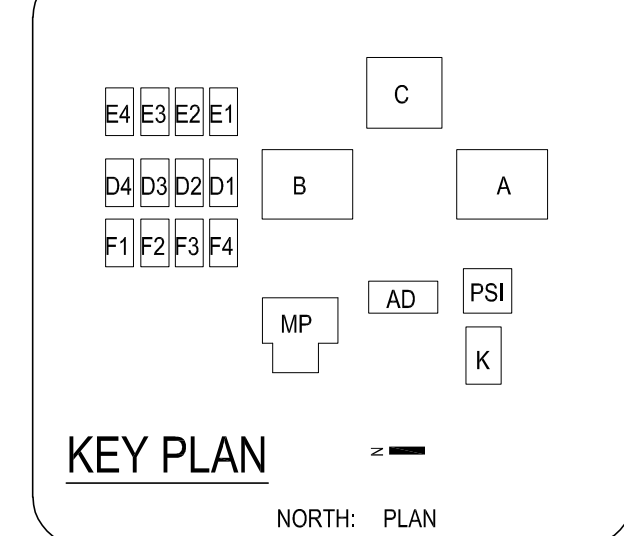 C
E4 E3 E2 E1
D4 D3 D2 D1 B A
F1 F2 F3 F4
AD PSI
MP
K
KEY PLAN
N
NORTH: PLAN